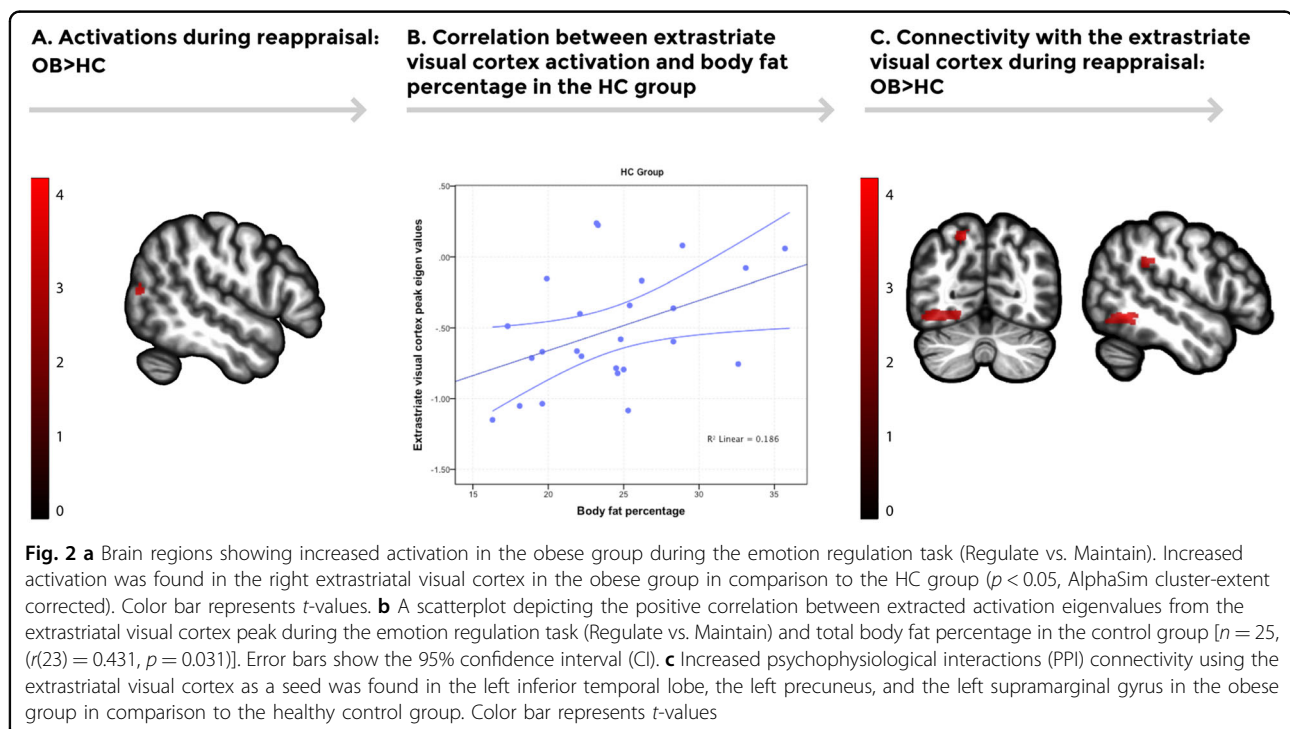 A. Activations during reappraisal:
OB>HC
B. Correlation between extrastriate
visual cortex activation and body fat
percentage in the HC group
C. Connectivity with the extrastriate
visual cortex during reappraisal:
OB>HC
4
3
2
1
0
HC Group
Extrastriate visual cortex peak eigen values
.50
.00
-.50
-1.00
-1.50
R² Linear = 0.186
15 20 25 30 35
Body fat percentage
4
3
2
1
0
Fig. 2 a Brain regions showing increased activation in the obese group during the emotion regulation task (Regulate vs. Maintain). Increased
activation was found in the right extrastriatal visual cortex in the obese group in comparison to the HC group (p < 0.05, AlphaSim cluster-extent
corrected). Color bar represents t-values. b A scatterplot depicting the positive correlation between extracted activation eigenvalues from the
extrastriatal visual cortex peak during the emotion regulation task (Regulate vs. Maintain) and total body fat percentage in the control group [n = 25,
(r(23) = 0.431, p = 0.031)]. Error bars show the 95% confidence interval (CI). c Increased psychophysiological interactions (PPI) connectivity using the
extrastriatal visual cortex as a seed was found in the left inferior temporal lobe, the left precuneus, and the left supramarginal gyrus in the obese
group in comparison to the healthy control group. Color bar represents t-values